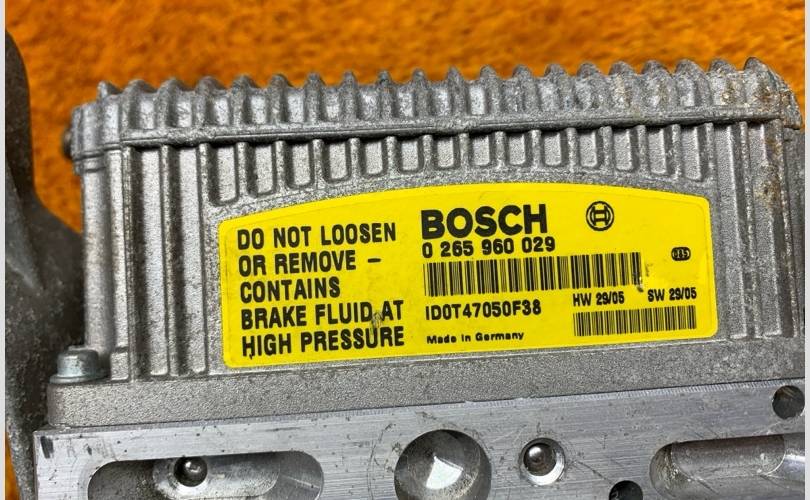 DO NOT LOOSEN
OR REMOVE –
CONTAINS
BRAKE FLUID AT
HIGH PRESSURE
BOSCH
0 265 960 029
ID0T47050F38
HW 29/05 SW 29/05
Made in Germany